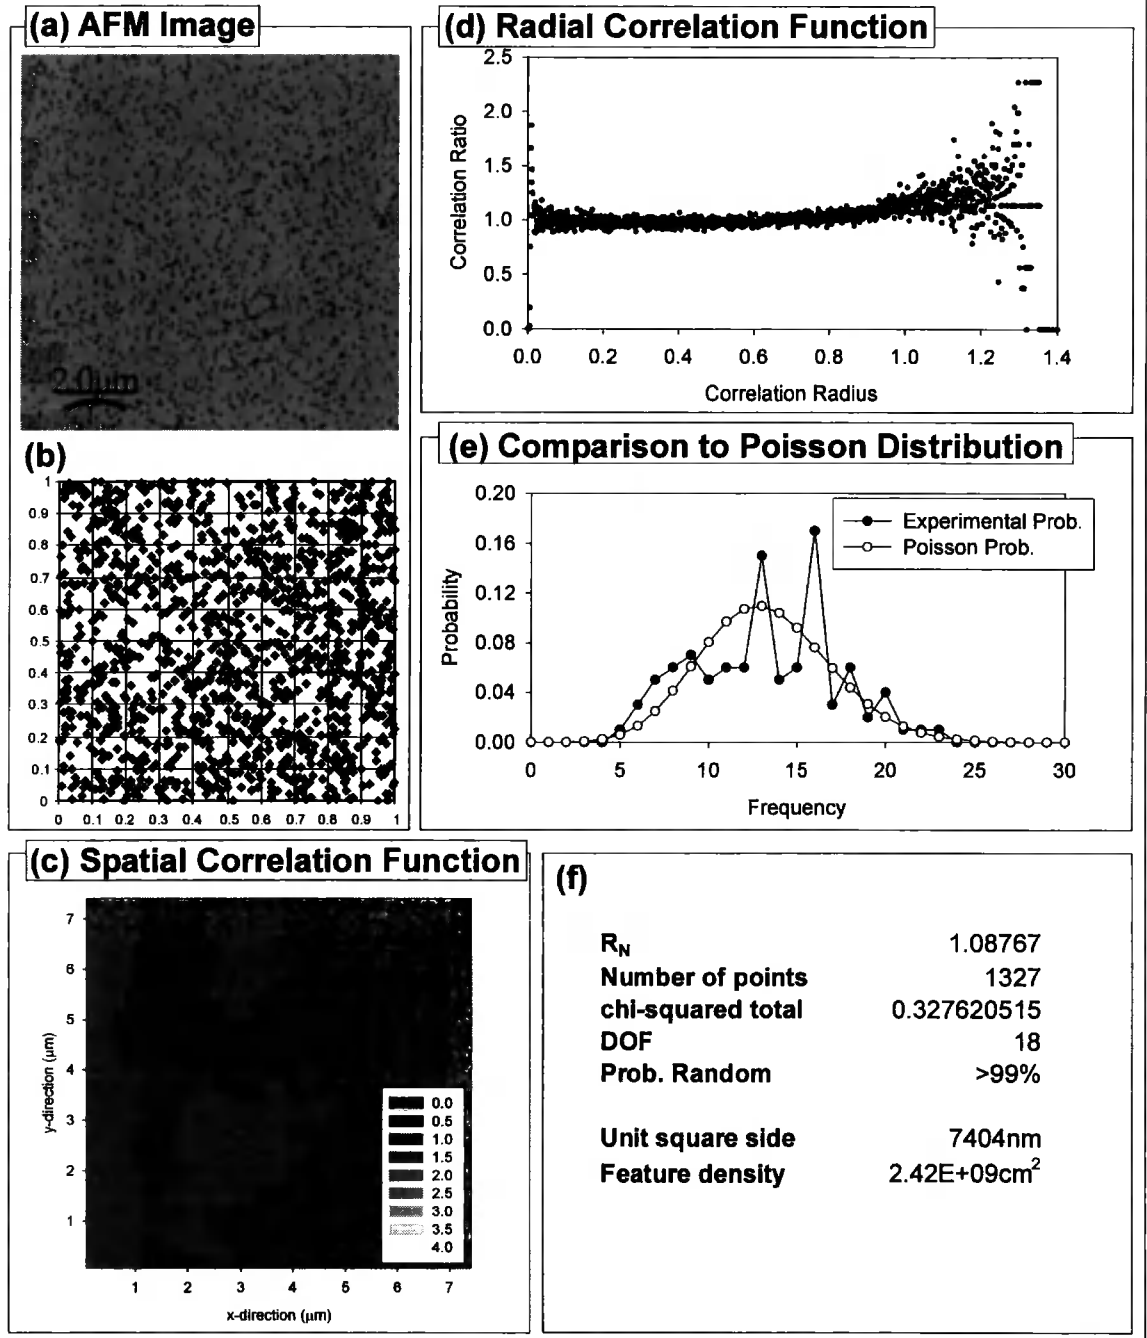 (a) AFM Image
2.0μm
(b)
1
0.9
0.8
0.7
0.6
0.5
0.4
0.3
0.2
0.1
0
0 0.1 0.2 0.3 0.4 0.5 0.6 0.7 0.8 0.9 1
(c) Spatial Correlation Function
7
6
5
4
3
2
1
y-direction (μm)
0.0
0.5
1.0
1.5
2.0
2.5
3.0
3.5
4.0
1 2 3 4 5 6 7
x-direction (μm)
(d) Radial Correlation Function
2.5
2.0
1.5
1.0
0.5
0.0
Correlation Ratio
0.0 0.2 0.4 0.6 0.8 1.0 1.2 1.4
Correlation Radius
(e) Comparison to Poisson Distribution
0.20
0.16
0.12
0.08
0.04
0.00
Probability
Experimental Prob.
Poisson Prob.
0 5 10 15 20 25 30
Frequency
(f)
R_N 1.08767
Number of points 1327
chi-squared total 0.327620515
DOF 18
Prob. Random >99%
Unit square side 7404nm
Feature density 2.42E+09cm²